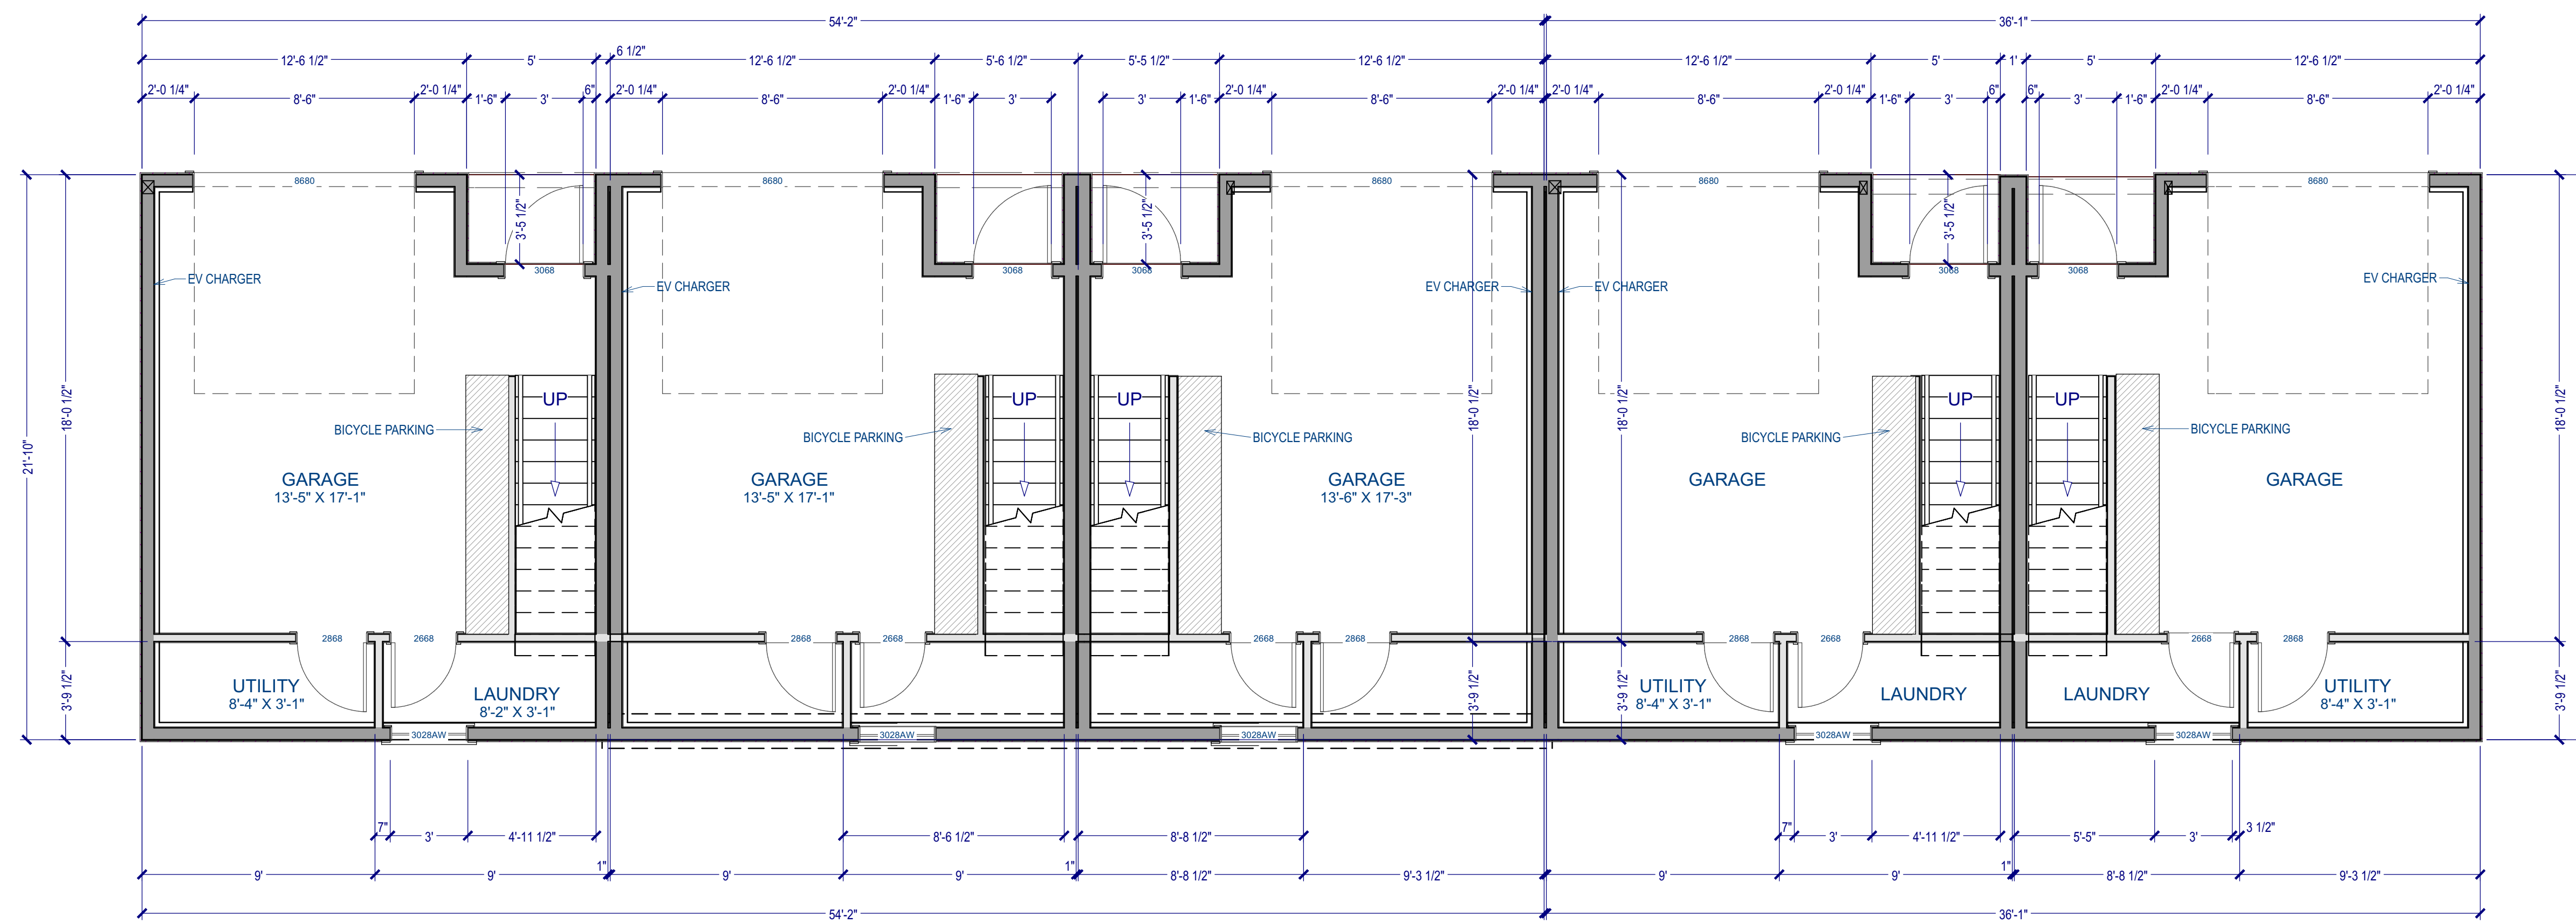 54'-2" 36'-1"
12'-6 1/2" 5' 6 1/2" 12'-6 1/2" 5'-6 1/2" 5'-5 1/2" 12'-6 1/2" 12'-6 1/2" 5' 1' 5' 12'-6 1/2"
2'-0 1/4" 8'-6" 2'-0 1/4" 1'-6" 3' 6" 2'-0 1/4" 8'-6" 2'-0 1/4" 1'-6" 3' 3' 1'-6" 2'-0 1/4" 8'-6" 2'-0 1/4" 2'-0 1/4" 8'-6" 2'-0 1/4" 1'-6" 3' 6" 6" 3' 1'-6" 2'-0 1/4" 8'-6" 2'-0 1/4"
8680 8680 8680 8680 8680
3'-5 1/2" 3'-5 1/2" 3'-5 1/2"
3068 3068 3068 3068 3068
EV CHARGER EV CHARGER EV CHARGER EV CHARGER EV CHARGER
UP UP UP UP UP
21'-10" 18'-0 1/2" 18'-0 1/2" 18'-0 1/2" 18'-0 1/2"
BICYCLE PARKING BICYCLE PARKING BICYCLE PARKING BICYCLE PARKING BICYCLE PARKING
GARAGE GARAGE GARAGE GARAGE GARAGE
13'-5" X 17'-1" 13'-5" X 17'-1" 13'-6" X 17'-3"
2868 2668 2868 2668 2668 2868 2868 2668 2668 2868
3'-9 1/2" 3'-9 1/2" 3'-9 1/2" 3'-9 1/2"
UTILITY LAUNDRY UTILITY LAUNDRY LAUNDRY UTILITY
8'-4" X 3'-1" 8'-2" X 3'-1" 8'-4" X 3'-1" 8'-4" X 3'-1"
3028AW 3028AW 3028AW 3028AW 3028AW
7" 3' 4'-11 1/2" 8'-6 1/2" 8'-8 1/2" 7" 3' 4'-11 1/2" 5'-5" 3' 3 1/2"
9' 9' 1" 9' 9' 1" 8'-8 1/2" 9'-3 1/2" 9' 9' 1" 8'-8 1/2" 9'-3 1/2"
54'-2" 36'-1"